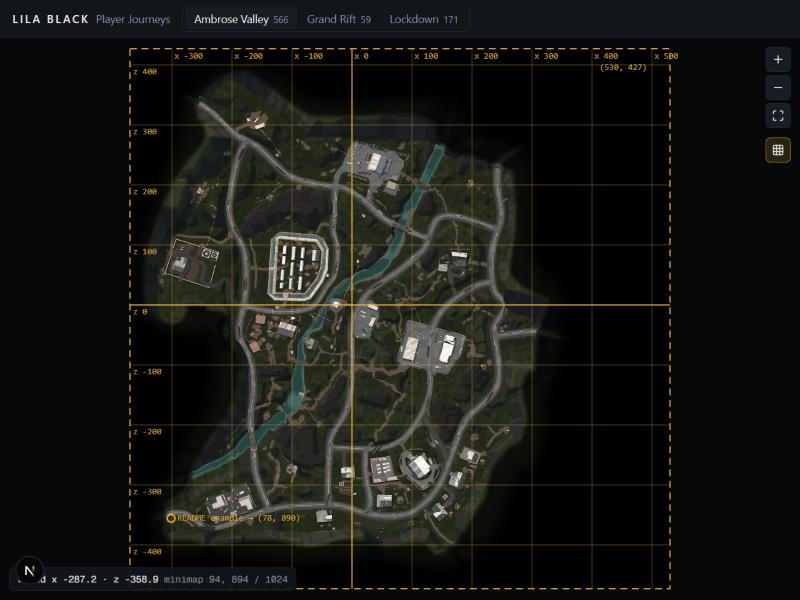 LILA BLACK Player Journeys Ambrose Valley 566 Grand Rift 59 Lockdown 171
x -300 x -200 x -100 x 0 x 100 x 200 x 300 x 400 x 500
(530, 427)
z 400
z 300
z 200
z 100
z 0
z -100
z -200
z -300
README example → (78, 890)
z -400
N
x -287.2 · z -358.9 minimap 94, 894 / 1024